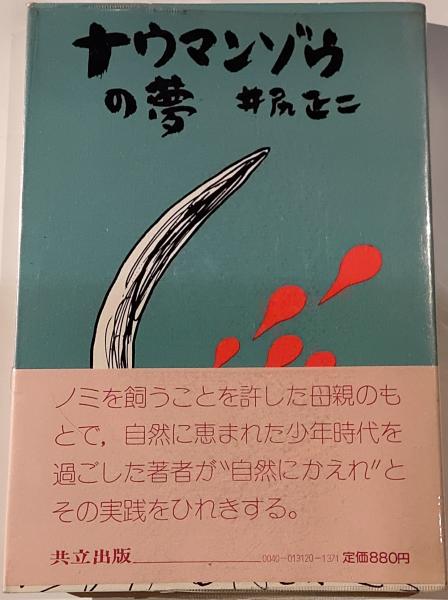 ナウマンゾウ
の夢 井尻正二
ノミを飼うことを許した母親のも
とで，自然に恵まれた少年時代を
過ごした著者が“自然にかえれ”と
その実践をひれきする。
共立出版 0040-013120-1371 定価880円